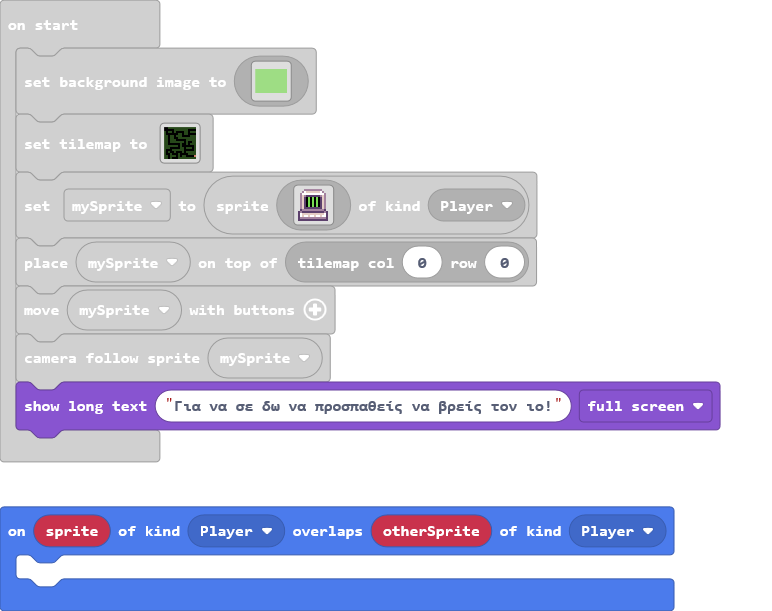 on start
set background image to
set tilemap to
set mySprite to sprite of kind Player
place mySprite on top of tilemap col 0 row 0
move mySprite with buttons
camera follow sprite mySprite
show long text "Για να σε δω να προσπαθείς να βρείς τον ιο!" full screen
on sprite of kind Player overlaps otherSprite of kind Player